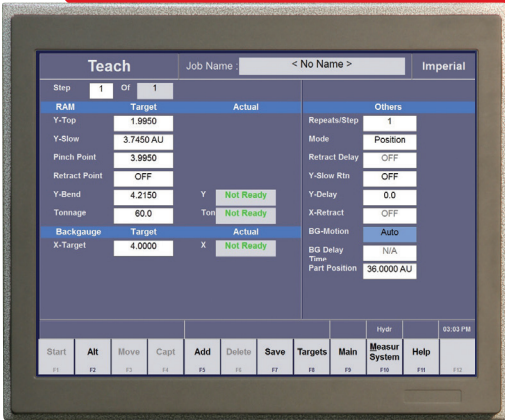 Teach Job Name : < No Name > Imperial
Step 1 Of 1
RAM Target Actual Others
Y-Top 1.9950 Repeats/Step 1
Y-Slow 3.7450 AU Mode Position
Pinch Point 3.9950 Retract Delay OFF
Retract Point OFF Y-Slow Rtn OFF
Y-Bend 4.2150 Y Not Ready Y-Delay 0.0
Tonnage 60.0 Ton Not Ready X-Retract OFF
Backgauge Target Actual BG-Motion Auto
X-Target 4.0000 X Not Ready BG Delay Time N/A
Part Position 36.0000 AU
Hydr 03:03 PM
Start Alt Move Capt Add Delete Save Targets Main Measur System Help
F1 F2 F3 F4 F5 F6 F7 F8 F9 F10 F11 F12